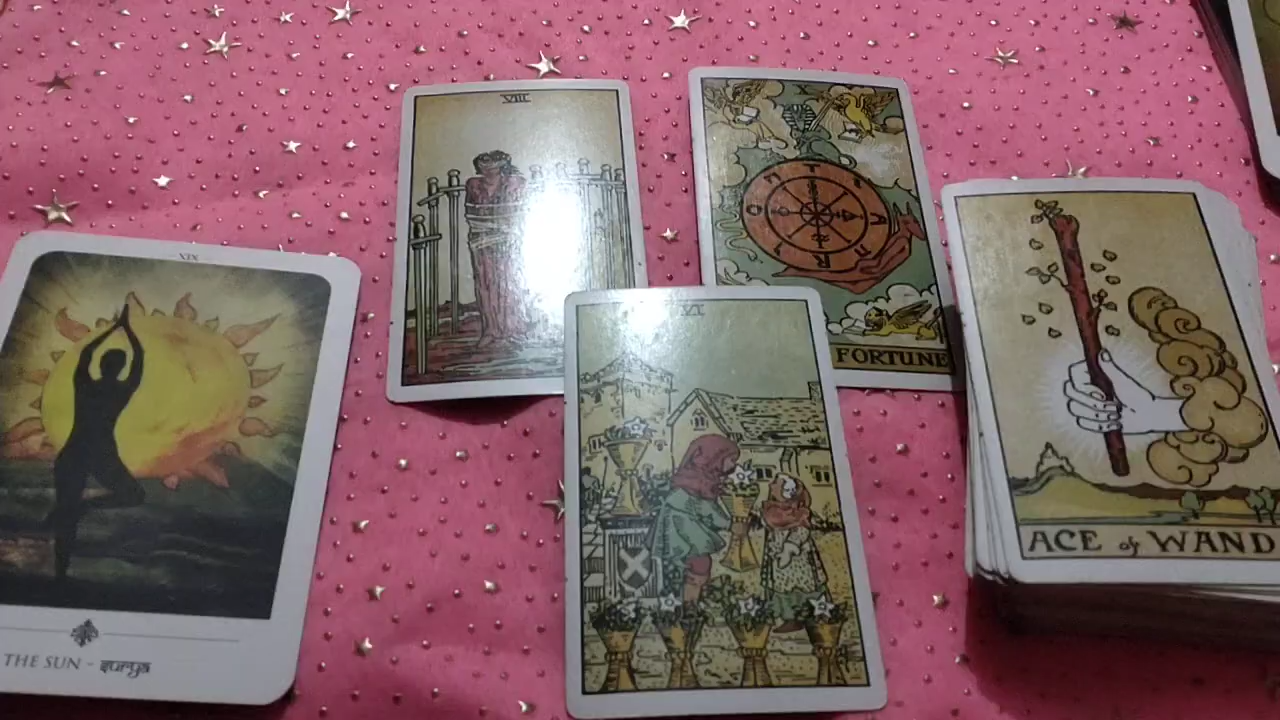 VIII
X
XIX
THE SUN - surya
VI
FORTUNE
ACE of WAND